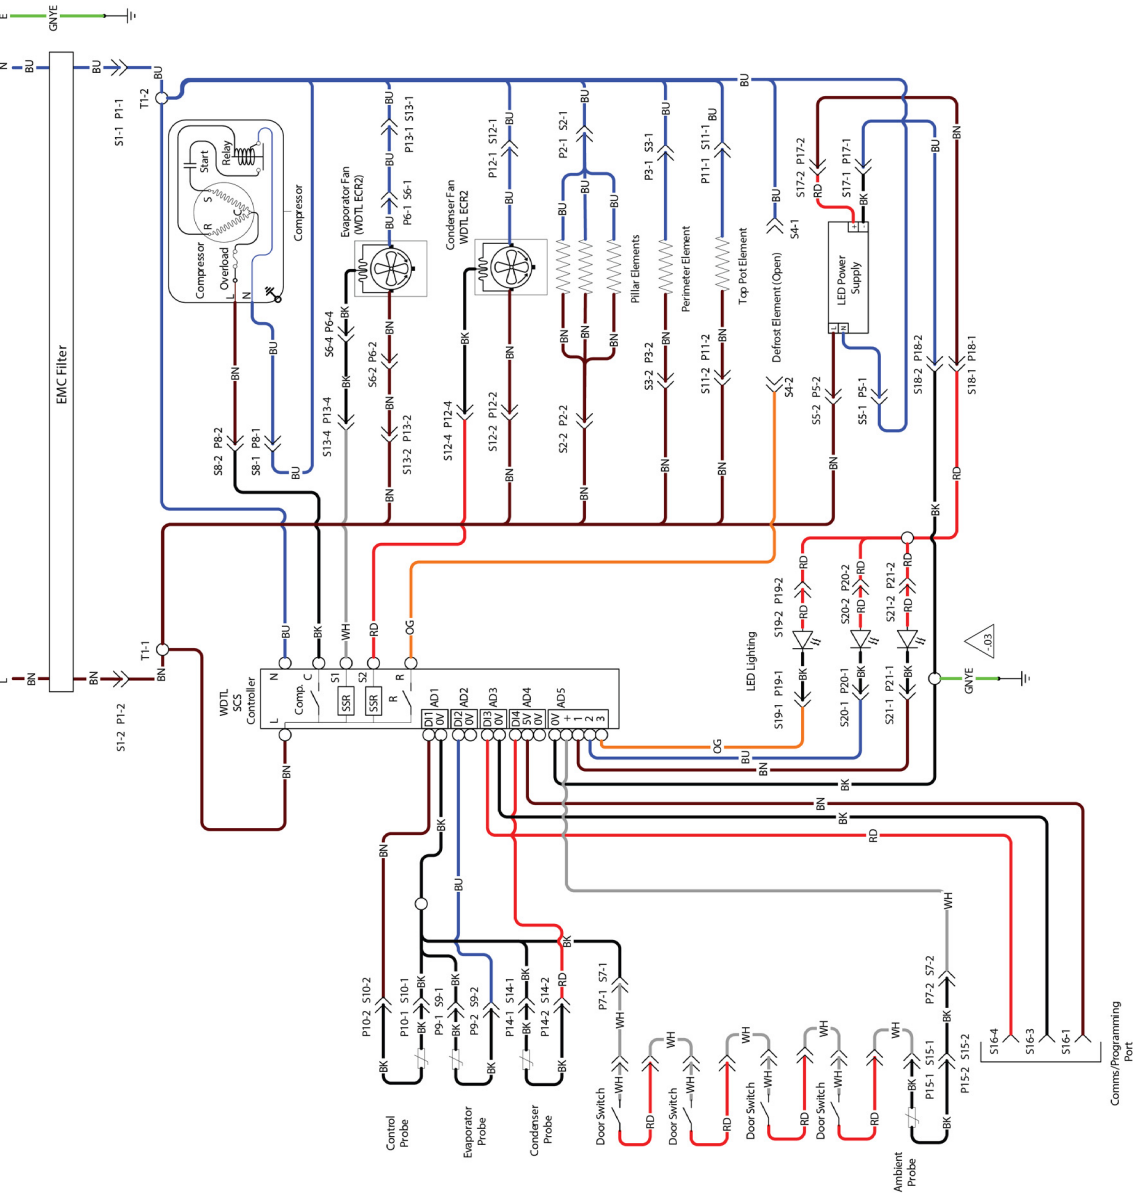 E
GNYE
N
BU
BU
BU
T1-2
S1-1 P1-1
EMC Filter
L
BN
BN
BN
T1-1
S1-2 P1-2
Compressor
Overload
Start
Relay
R
S
C
L
N
Compressor
BN
BU
S8-2 P8-2
S8-1 P8-1
BU
Evaporator Fan
(WDTL ECR2)
BU
P13-1 S13-1
BU
P6-1 S6-1
BU
BK
S6-4 P6-4
BK
S13-4 P13-4
BN
S6-2 P6-2
BN
S13-2 P13-2
BN
Condenser Fan
WDTL ECR2
BU
P12-1 S12-1
BU
BK
S12-4 P12-4
BN
S12-2 P12-2
BN
BU
P2-1 S2-1
BU
BU
BU
Pillar Elements
BN
BN
BN
S2-2 P2-2
BN
BU
P3-1 S3-1
Perimeter Element
BN
S3-2 P3-2
BN
BU
P11-1 S11-1
Top Pot Element
BN
S11-2 P11-2
BN
BU
BU
S4-1
Defrost Element (Open)
S4-2
S17-2 P17-2
RD
S17-1 P17-1
BK
BU
BN
LED Power
Supply
+
-
L
N
S5-2 P5-2
S5-1 P5-1
BN
S18-2 P18-2
S18-1 P18-1
BK
RD
WDTL
SCS
Controller
BU
BK
WH
RD
OG
N
C
S1
S2
R
L
Comp.
SSR
SSR
R
BN
DI1
0V
AD1
DI2
0V
AD2
DI3
0V
AD3
DI4
5V
0V
AD4
0V
+
1
2
3
AD5
LED Lighting
S19-2 P19-2
RD
RD
BK
S19-1 P19-1
S20-2 P20-2
RD
RD
BK
S20-1 P20-1
S21-2 P21-2
RD
RD
BK
S21-1 P21-1
-.03
GNYE
OG
BU
BN
BK
BN
BK
RD
BN
BK
BU
BK
P10-2 S10-2
P10-1 S10-1
BK
BK
BK
Control
Probe
P9-1 S9-1
P9-2 S9-2
BK
BK
BK
Evaporator
Probe
P14-1 S14-1
P14-2 S14-2
BK
RD
BK
BK
Condenser
Probe
P7-1 S7-1
WH
WH
Door Switch
RD
WH
WH
Door Switch
RD
WH
WH
Door Switch
RD
WH
WH
Door Switch
RD
WH
BK
P15-1 S15-1
P15-2 S15-2
BK
BK
P7-2 S7-2
WH
Ambient
Probe
S16-4
S16-3
S16-1
Comms/Programming
Port